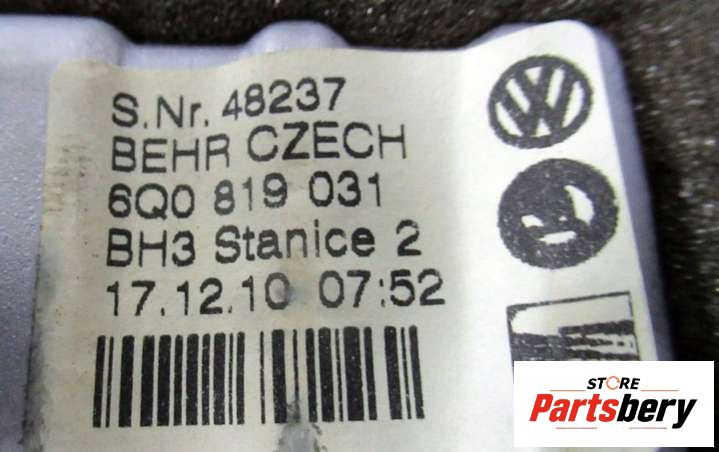 S.Nr. 48237
BEHR CZECH
6Q0 819 031
BH3 Stanice 2
17.12.10 07:52
STORE
Partsbery